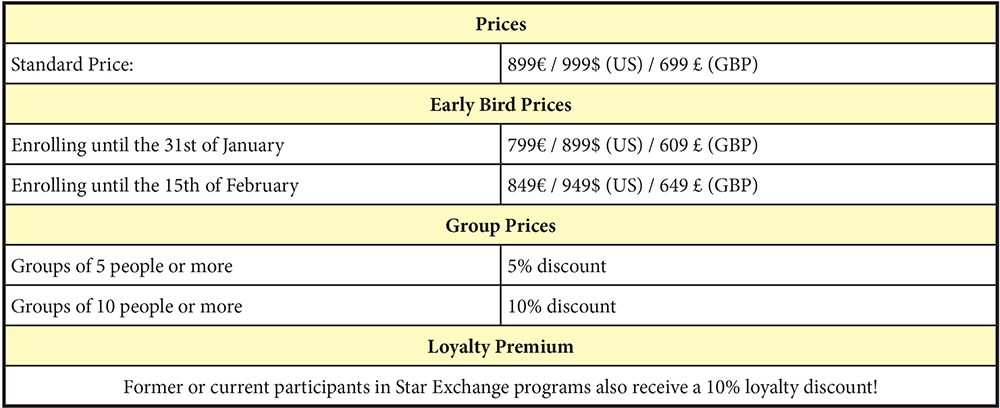 Prices
Standard Price: 899€ / 999$ (US) / 699 £ (GBP)
Early Bird Prices
Enrolling until the 31st of January 799€ / 899$ (US) / 609 £ (GBP)
Enrolling until the 15th of February 849€ / 949$ (US) / 649 £ (GBP)
Group Prices
Groups of 5 people or more 5% discount
Groups of 10 people or more 10% discount
Loyalty Premium
Former or current participants in Star Exchange programs also receive a 10% loyalty discount!